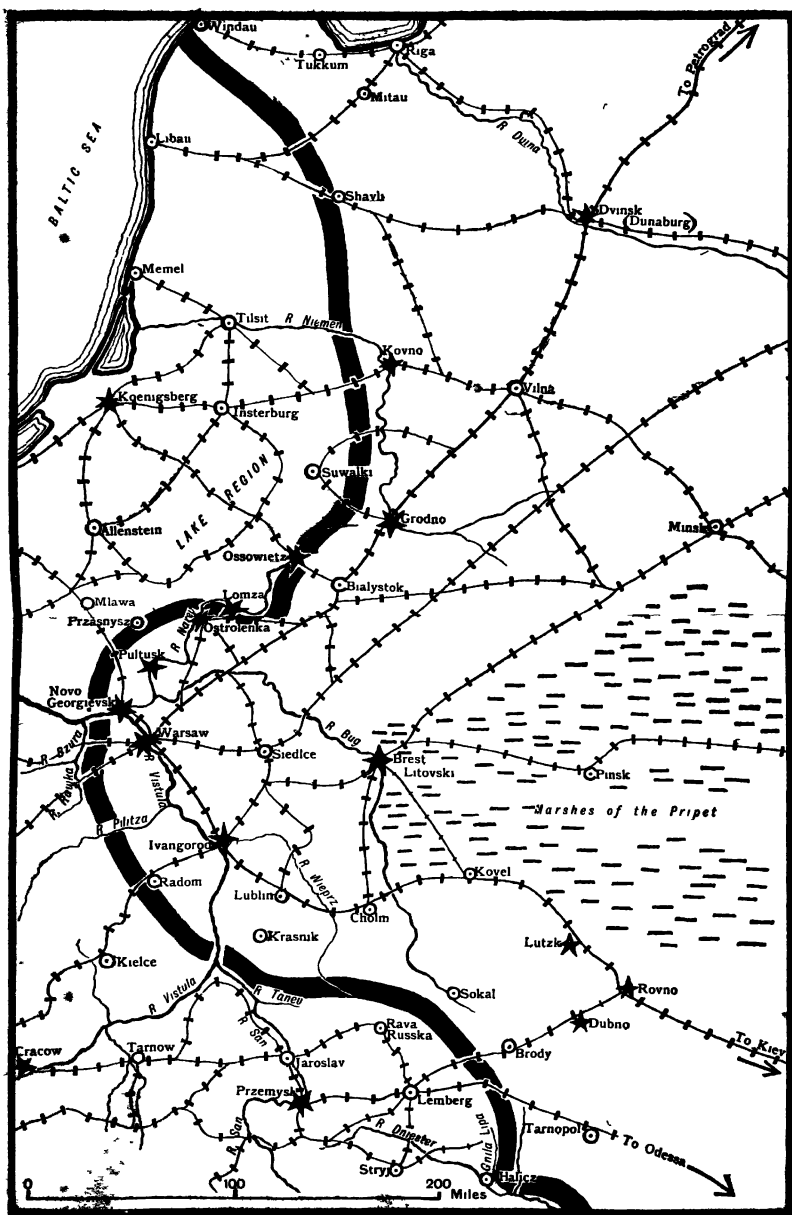 Windau
Tukkum
Riga
To Petrograd
Mitau
R Duina
Libau
BALTIC SEA
Shavli
Dvinsk
(Dunaburg)
Memel
Tilsit
R Niemen
Kovno
Vilna
Koenigsberg
Insterburg
Suwalki
LAKE REGION
Allenstein
Grodno
Minsk
Ossowietz
Bialystok
Mlawa
Lomza
Przasnysz
Ostrolenka
R Narew
Pultusk
Novo
Georgievsk
R Bzura
Warsaw
R Bug
Siedlce
Brest
Litovski
Pinsk
R Rawka
R Vistula
Marshes of the Pripet
R Pilitza
Ivangorod
R Wieprz
Radom
Lublin
Kovel
Cholm
Krasnik
Lutzk
Kielce
Sokal
Rovno
R Vistula
R Tanev
Dubno
R San
Rava
Russka
To Kiev
Cracow
Tarnow
Jaroslav
Brody
Przemysl
Lemberg
R San
R Dniester
Gnila Lipa
Tarnopol
To Odessa
Stryj
Halicz
0 100 200
Miles